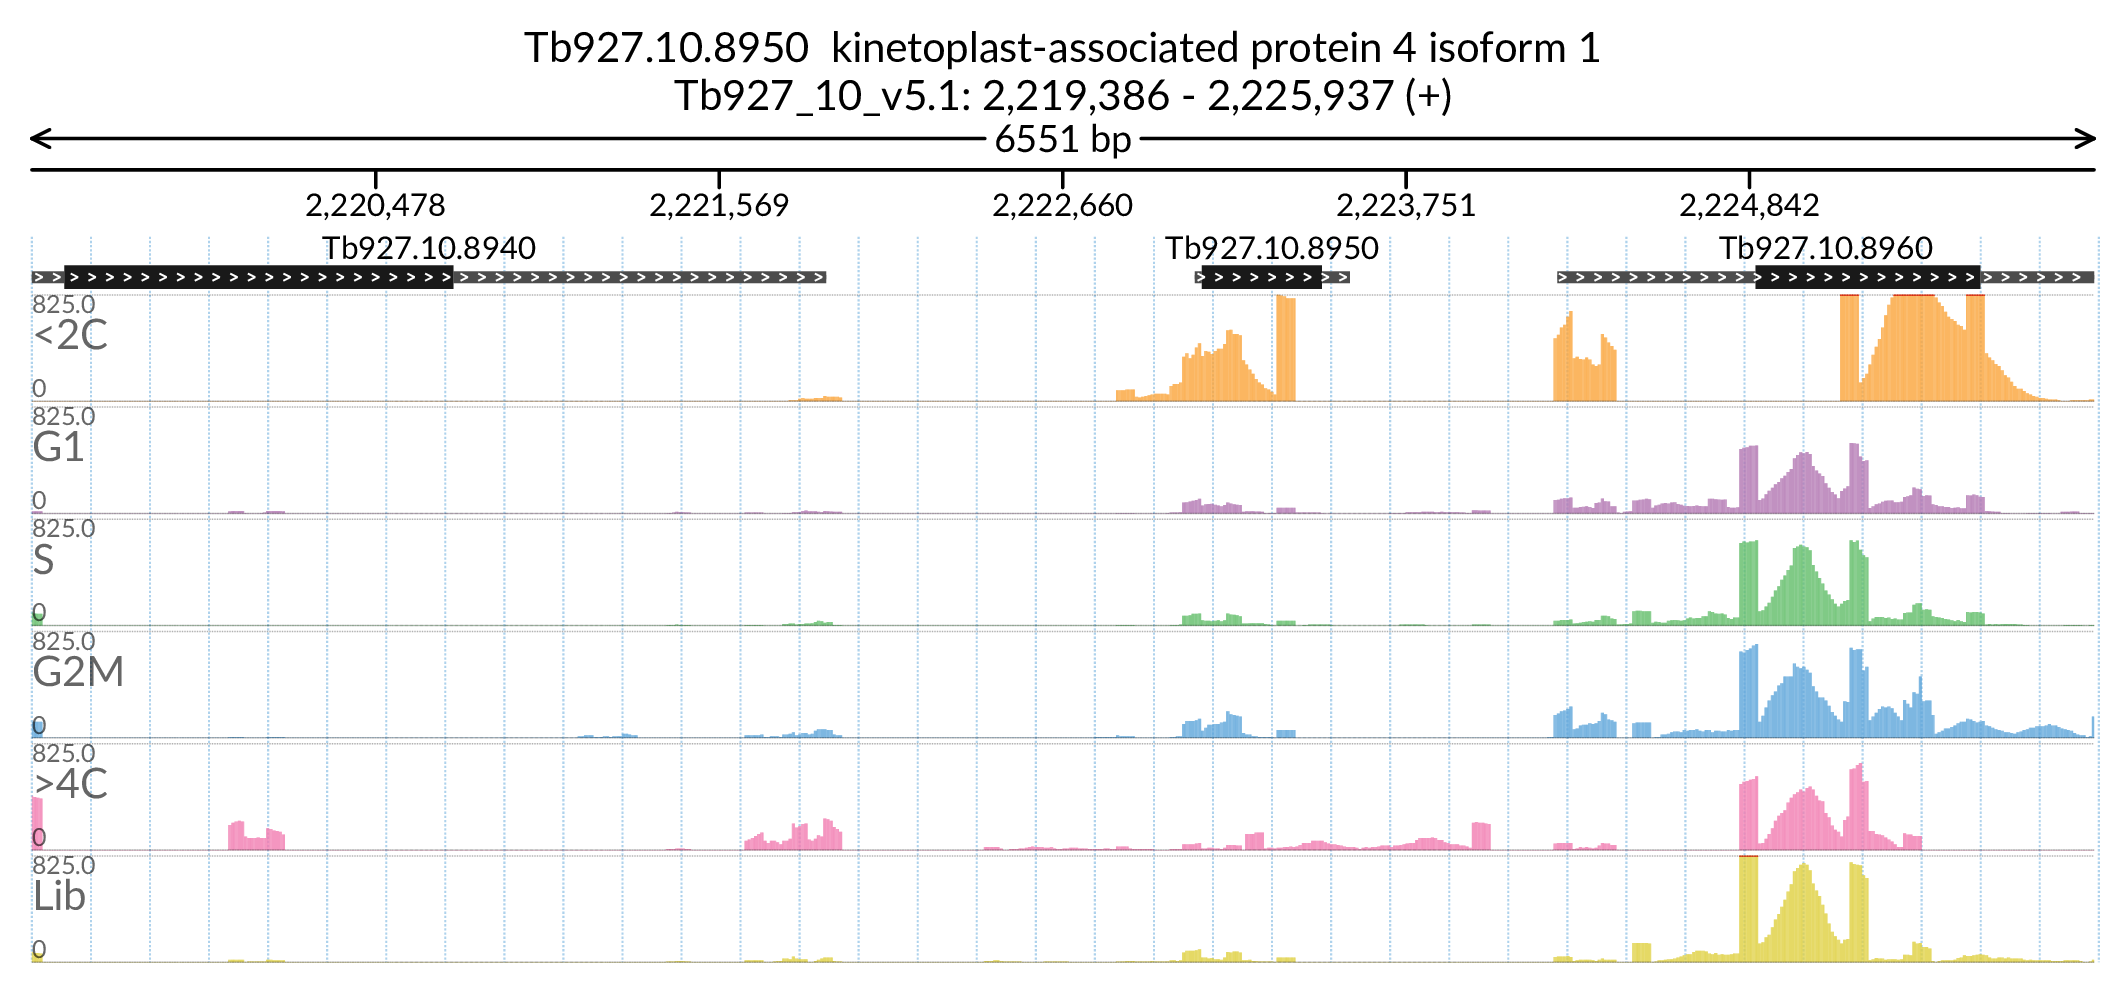 Tb927.10.8950  kinetoplast-associated protein 4 isoform 1
Tb927_10_v5.1: 2,219,386 - 2,225,937 (+)
6551 bp
2,220,478 2,221,569 2,222,660 2,223,751 2,224,842
Tb927.10.8940 Tb927.10.8950 Tb927.10.8960
825.0
<2C
0
825.0
G1
0
825.0
S
0
825.0
G2M
0
825.0
>4C
0
825.0
Lib
0